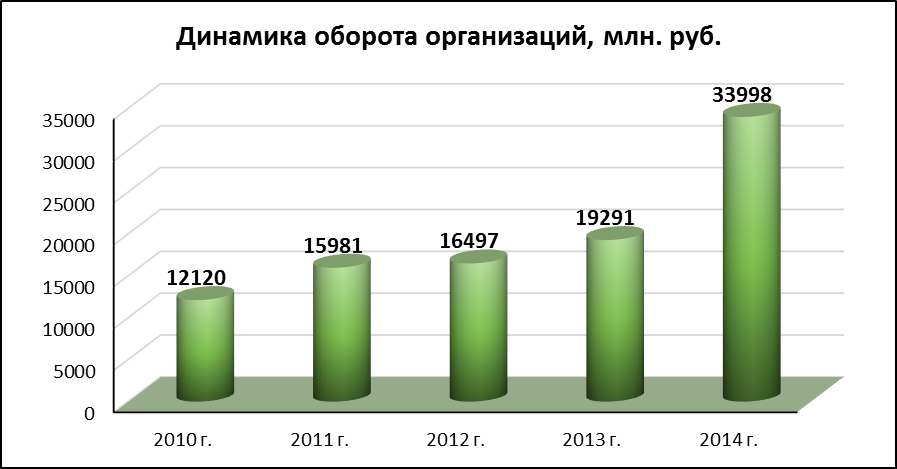 Динамика оборота организаций, млн. руб.
33998
35000
30000
25000
19291
20000
15981
16497
15000
12120
10000
5000
0
2010 г.
2011 г.
2012 г.
2013 г.
2014 г.